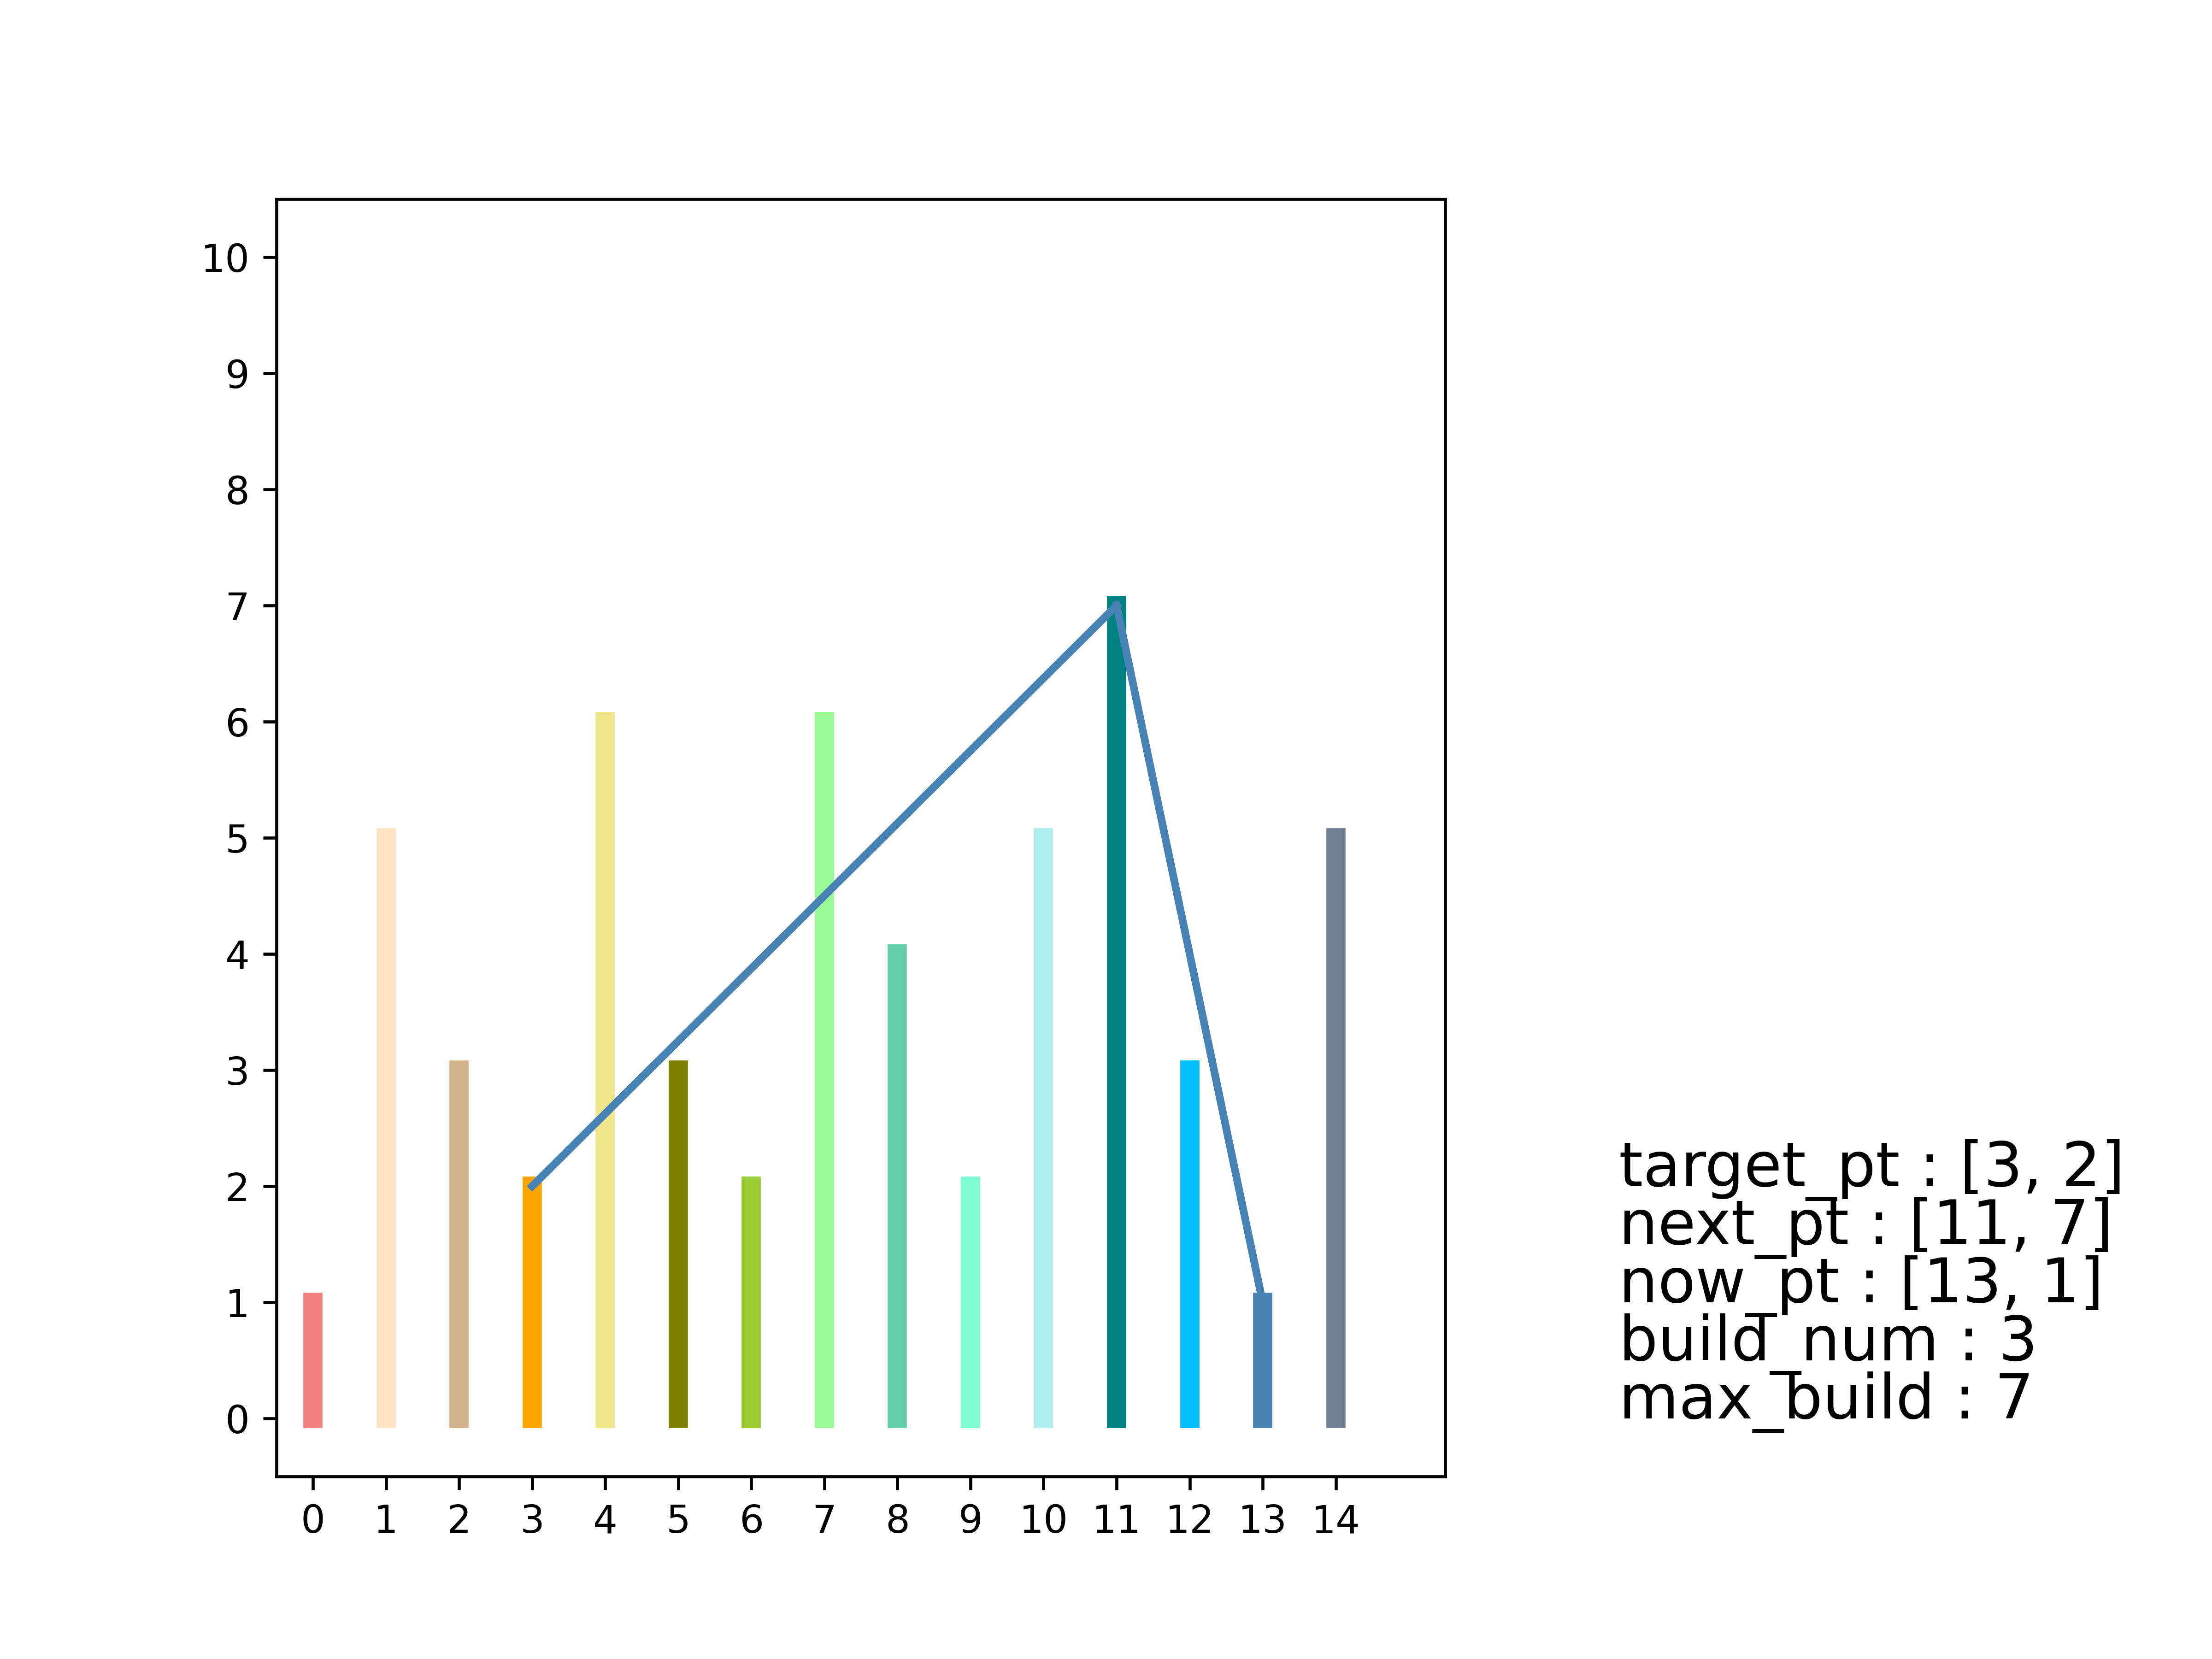 10
9
8
7
6
5
4
3
2
1
0
0 1 2 3 4 5 6 7 8 9 10 11 12 13 14
target_pt : [3, 2]
next_pt : [11, 7]
now_pt : [13, 1]
build_num : 3
max_build : 7